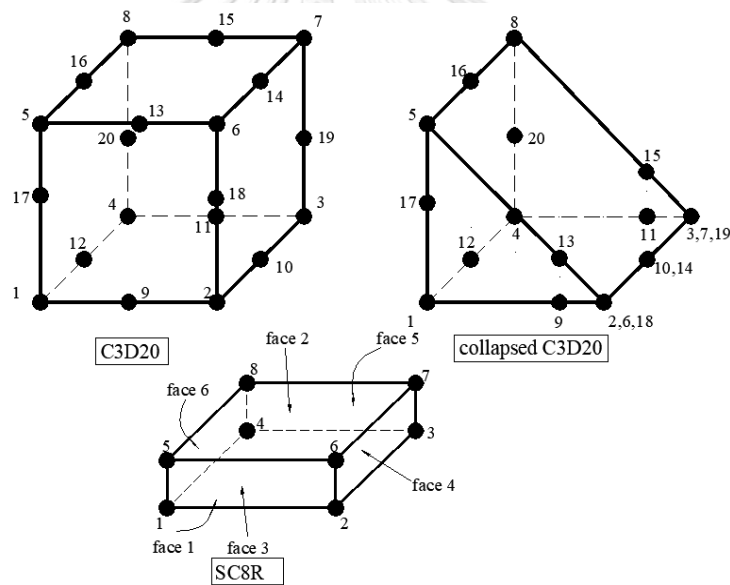 8 15 7
16
14
5 13 6
20 19
17 18
4 11 3
12 10
1 9 2
C3D20
8
16
5
20
15
17
4 11 3,7,19
12 13 10,14
1 9 2,6,18
collapsed C3D20
face 2 face 5
8 7
face 6
4 3
5 6
face 4
1 2
face 1 face 3
SC8R